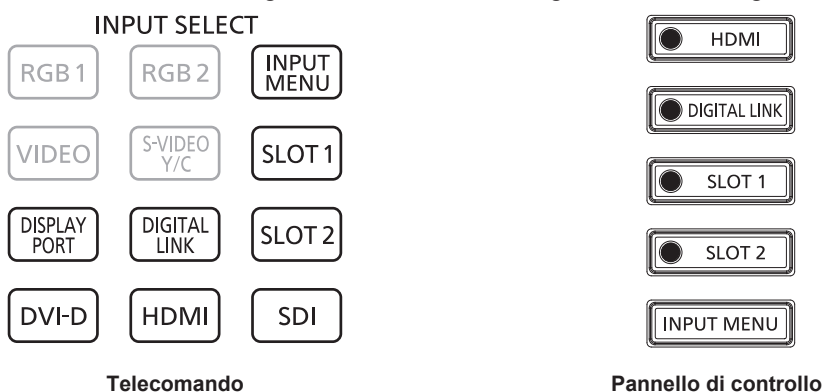 INPUT SELECT
RGB 1
RGB 2
INPUT
MENU
VIDEO
S-VIDEO
Y/C
SLOT 1
DISPLAY
PORT
DIGITAL
LINK
SLOT 2
DVI-D
HDMI
SDI
Telecomando
HDMI
DIGITAL LINK
SLOT 1
SLOT 2
INPUT MENU
Pannello di controllo